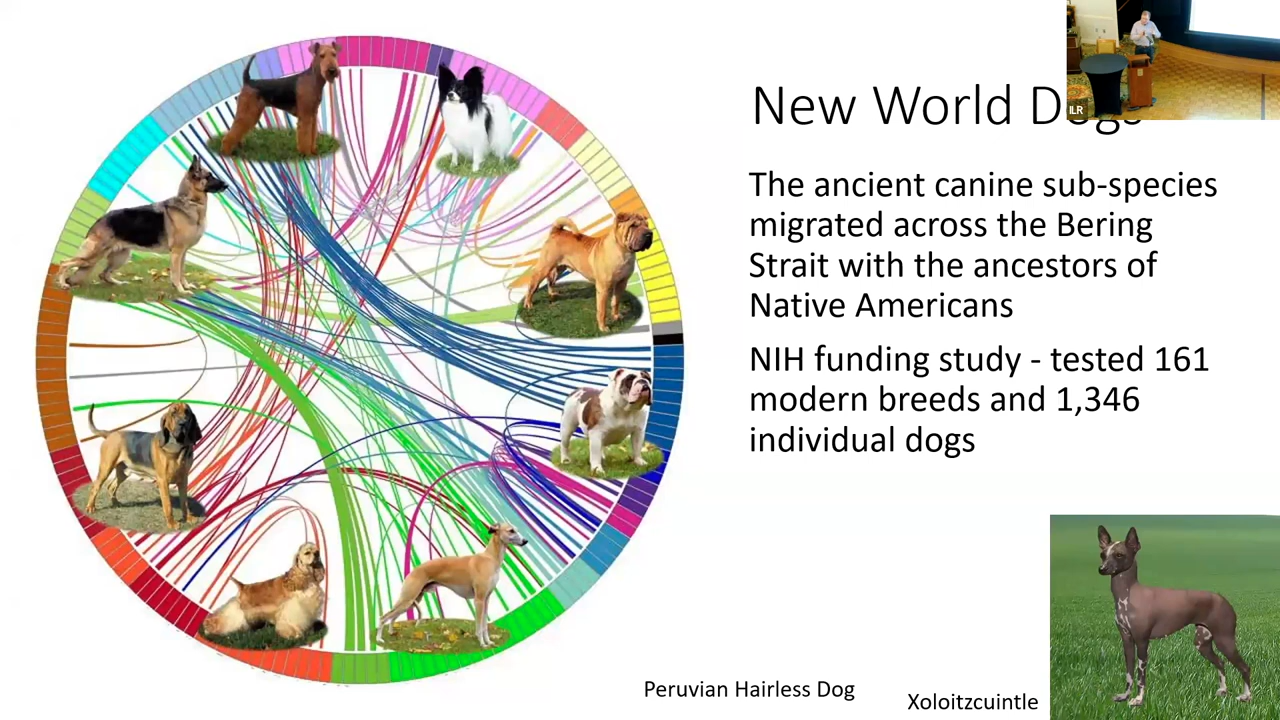 New World Dogs
ILR
The ancient canine sub-species
migrated across the Bering
Strait with the ancestors of
Native Americans
NIH funding study - tested 161
modern breeds and 1,346
individual dogs
Peruvian Hairless Dog
Xoloitzcuintle